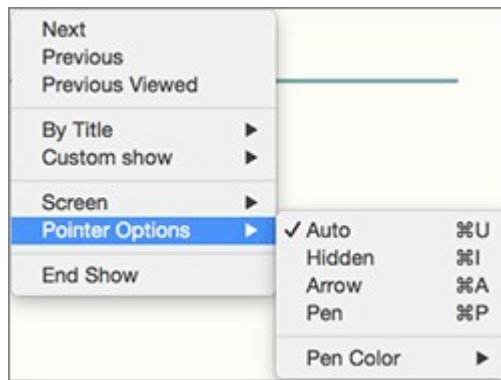 Next
Previous
Previous Viewed
By Title
Custom show
Screen
Pointer Options
End Show
Auto ⌘U
Hidden ⌘I
Arrow ⌘A
Pen ⌘P
Pen Color